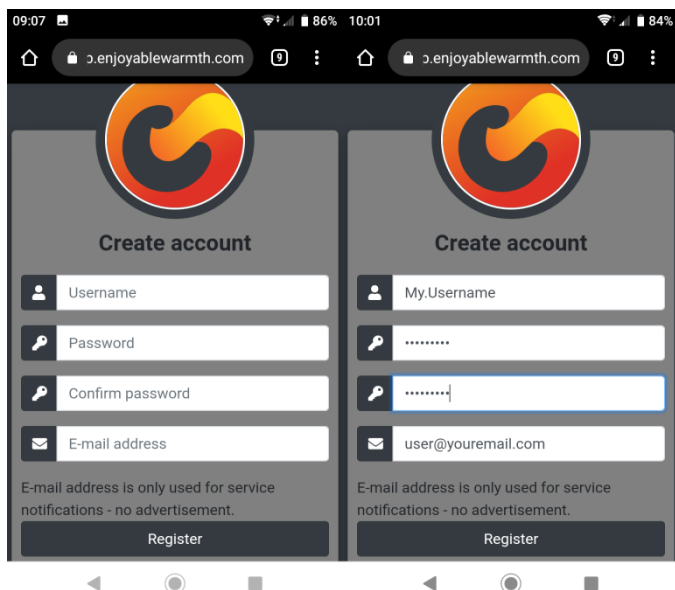 09:07 86%
ɔ.enjoyablewarmth.com 9
Create account
Username
Password
Confirm password
E-mail address
E-mail address is only used for service
notifications - no advertisement.
Register
10:01 84%
ɔ.enjoyablewarmth.com 9
Create account
My.Username
•••••••••
•••••••••
user@youremail.com
E-mail address is only used for service
notifications - no advertisement.
Register